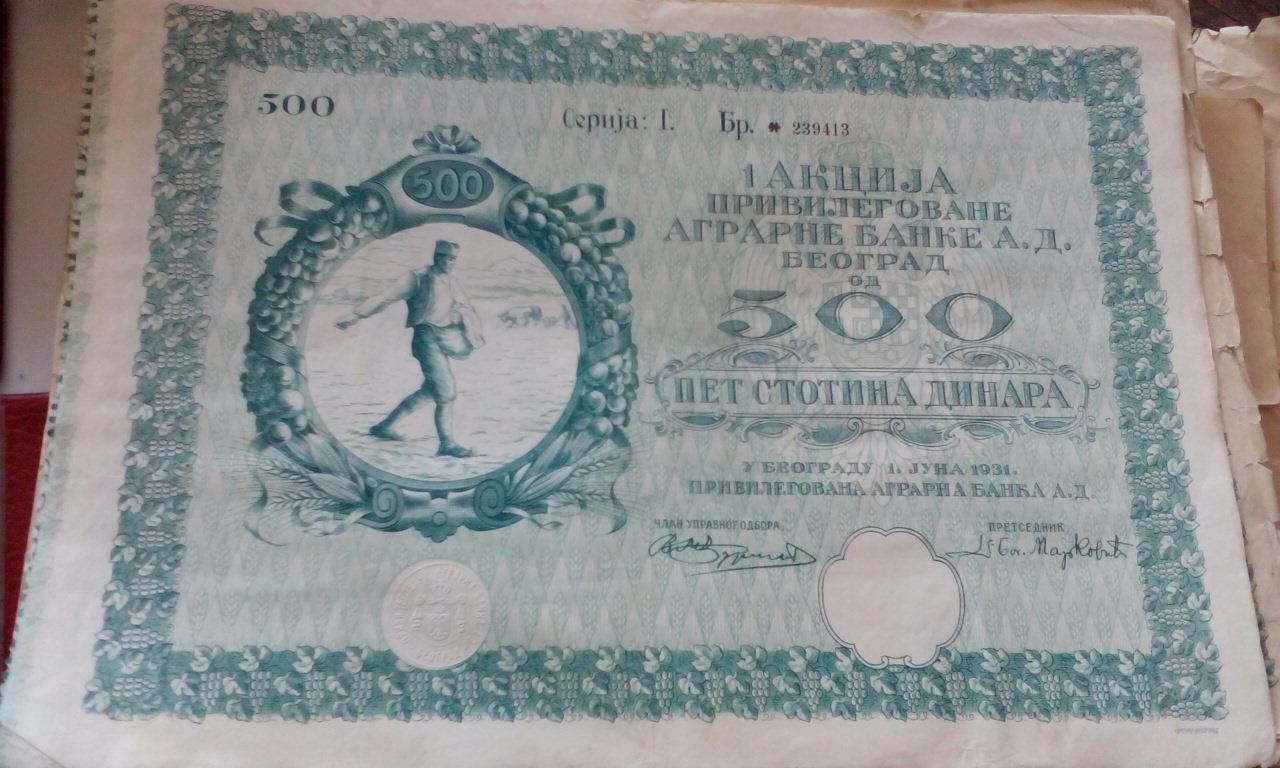 500
Серија: I. Бр. * 239413
500
1 АКЦИЈА
ПРИВИЛЕГОВАНЕ
АГРАРНЕ БАНКЕ А. Д.
БЕОГРАД
ОД
500
ПЕТ СТОТИНА ДИНАРА
У БЕОГРАДУ 1. ЈУНА 1931.
ПРИВИЛЕГОВАНА АГРАРНА БАНКА А.Д.
ЧЛАН УПРАВНОГ ОДБОРА,
ПРЕТСЕДНИК,
Марковић